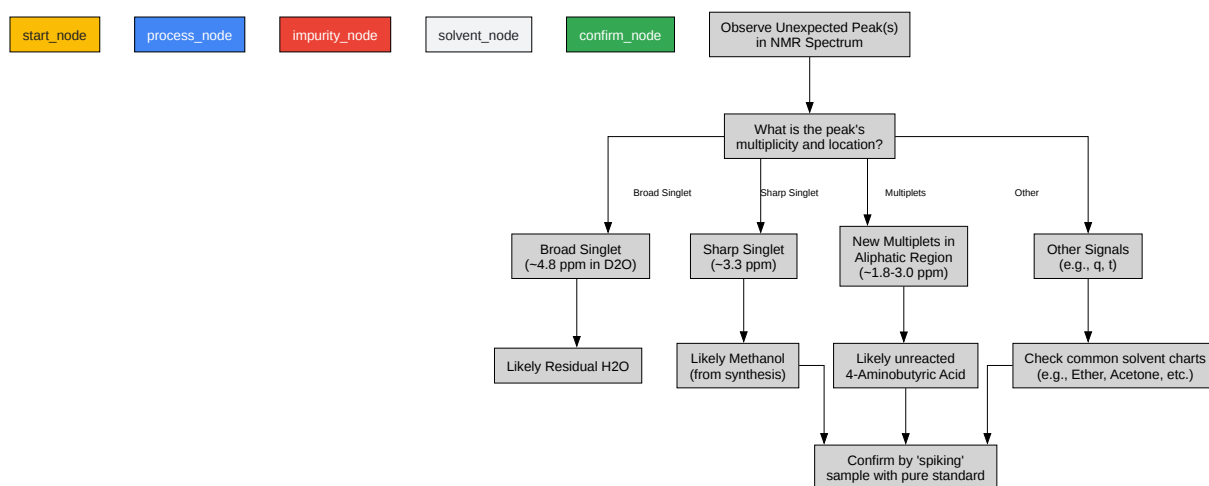 start_node
process_node
impurity_node
solvent_node
confirm_node
Observe Unexpected Peak(s)
in NMR Spectrum
What is the peak's
multiplicity and location?
Broad Singlet
Sharp Singlet
Multiplets
Other
Broad Singlet
(~4.8 ppm in D2O)
Sharp Singlet
(~3.3 ppm)
New Multiplets in
Aliphatic Region
(~1.8-3.0 ppm)
Other Signals
(e.g., q, t)
Likely Residual H2O
Likely Methanol
(from synthesis)
Likely unreacted
4-Aminobutyric Acid
Check common solvent charts
(e.g., Ether, Acetone, etc.)
Confirm by 'spiking'
sample with pure standard